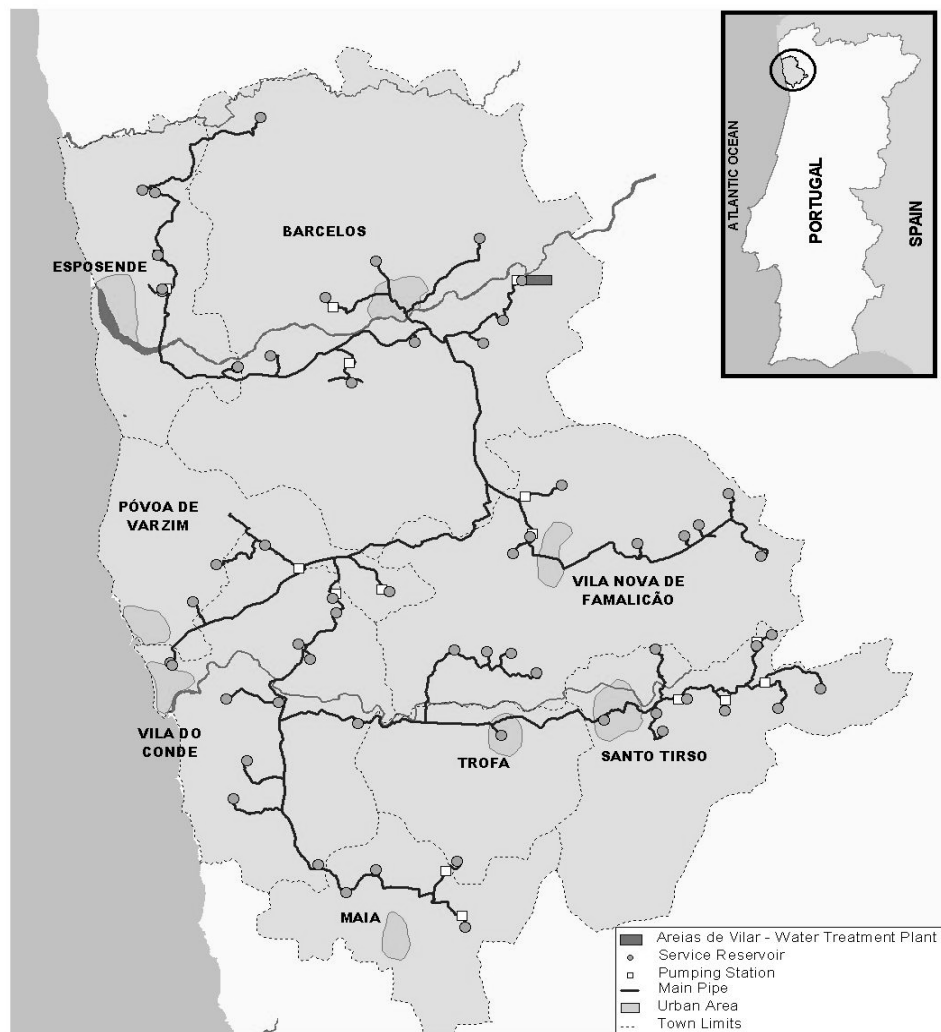 ATLANTIC OCEAN
PORTUGAL
SPAIN
BARCELOS
ESPOSENDE
PÓVOA DE
VARZIM
VILA NOVA DE
FAMALICÃO
VILA DO
CONDE
TROFA
SANTO TIRSO
MAIA
Areias de Vilar - Water Treatment Plant
Service Reservoir
Pumping Station
Main Pipe
Urban Area
Town Limits